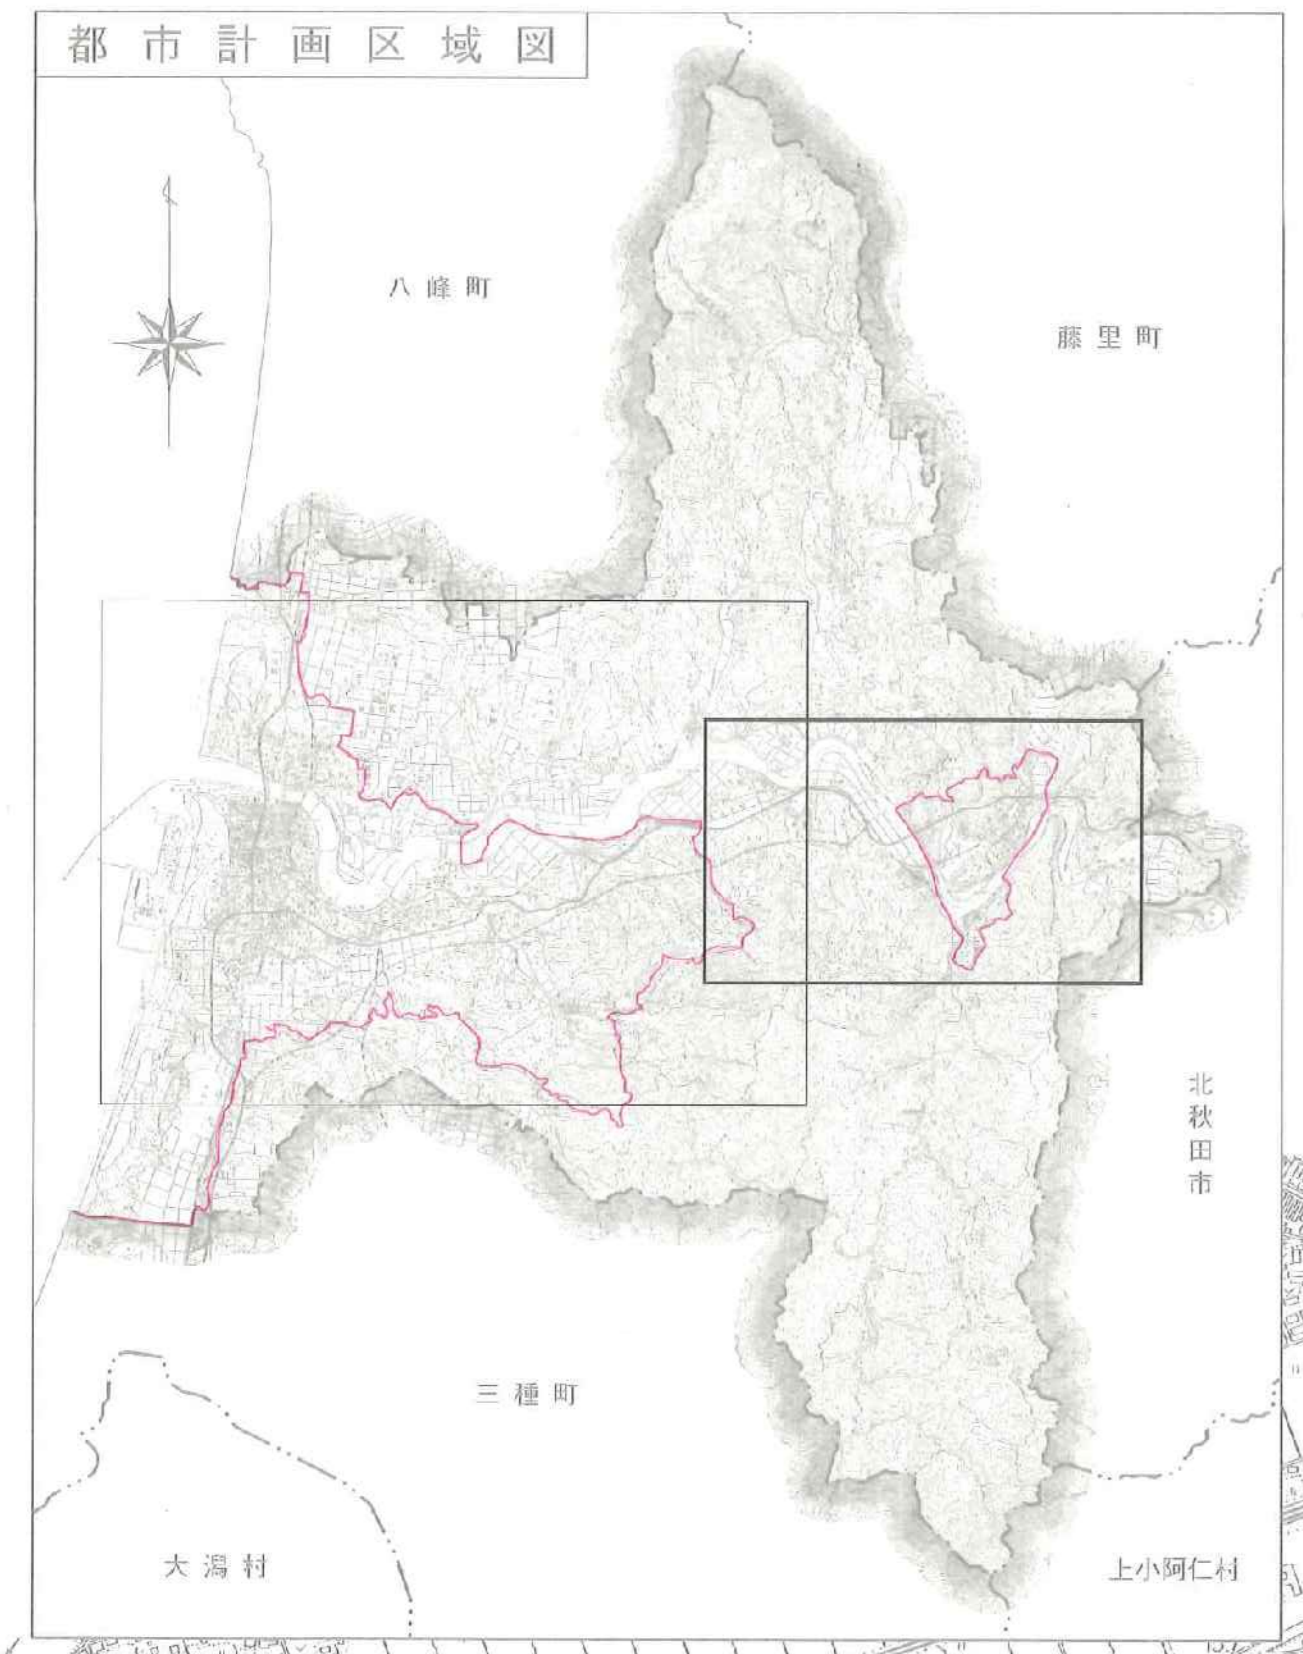 都市計画区域図
八峰町
藤里町
北秋田市
三種町
大潟村
上小阿仁村